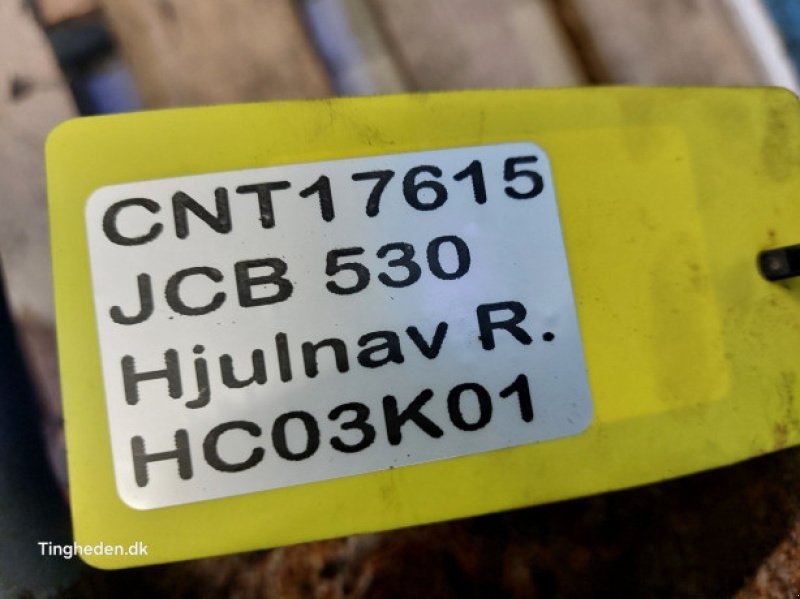 CNT17615
JCB 530
Hjulnav R.
HC03K01
Tingheden.dk